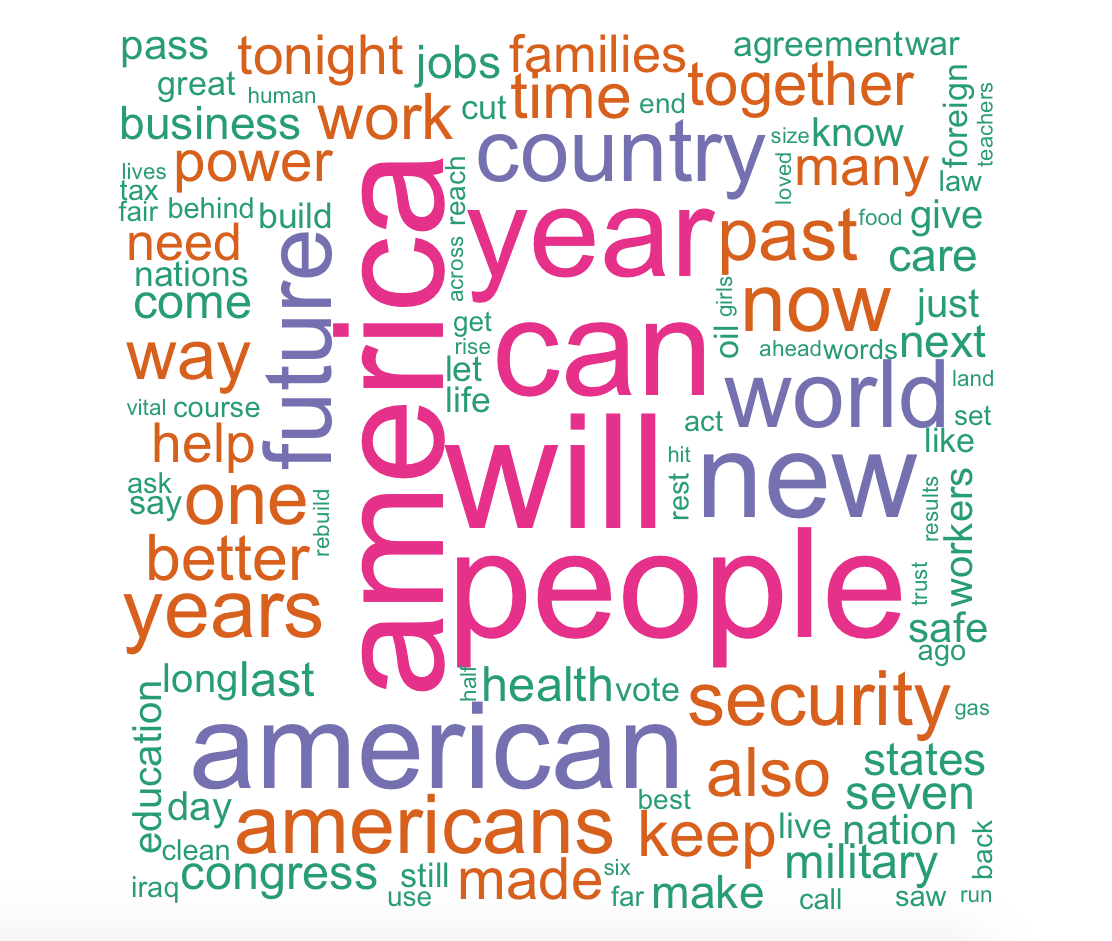 pass
tonight
jobs
families
agreement
war
great
human
work
cut
time
end
together
foreign
teachers
business
country
size
know
power
lives
tax
fair
behind
build
reach
loved
many
law
america
year
past
food
give
need
future
across
care
nations
come
get
can
oil
girls
now
just
way
rise
let
life
ahead
words
next
vital
course
world
land
set
help
will
act
like
ask
say
one
rebuild
hit
rest
new
results
workers
better
people
trust
years
safe
ago
long
last
half
health
vote
security
gas
education
american
also
states
seven
day
americans
best
keep
live
nation
back
clean
military
iraq
congress
still
use
made
six
far
make
call
saw
run